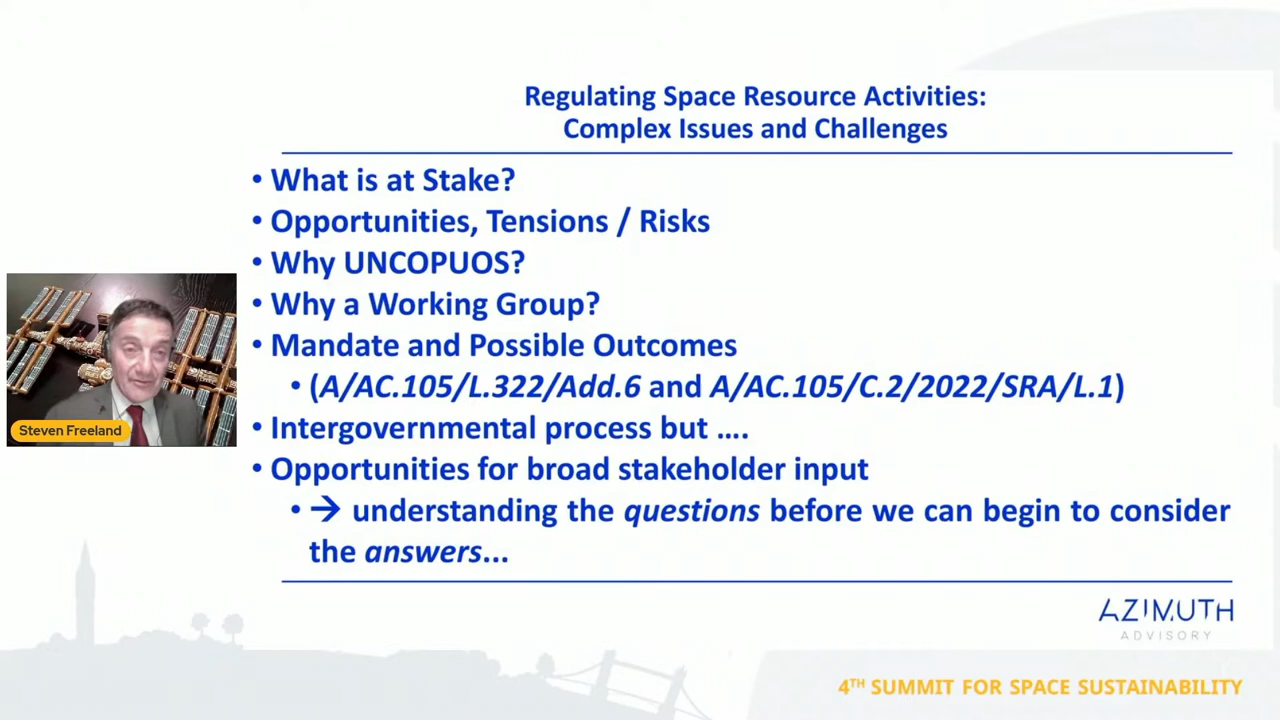 Regulating Space Resource Activities:
Complex Issues and Challenges
• What is at Stake?
• Opportunities, Tensions / Risks
• Why UNCOPUOS?
• Why a Working Group?
• Mandate and Possible Outcomes
• (A/AC.105/L.322/Add.6 and A/AC.105/C.2/2022/SRA/L.1)
• Intergovernmental process but ....
• Opportunities for broad stakeholder input
• → understanding the questions before we can begin to consider
the answers...
Steven Freeland
AZIMUTH
ADVISORY
4TH SUMMIT FOR SPACE SUSTAINABILITY